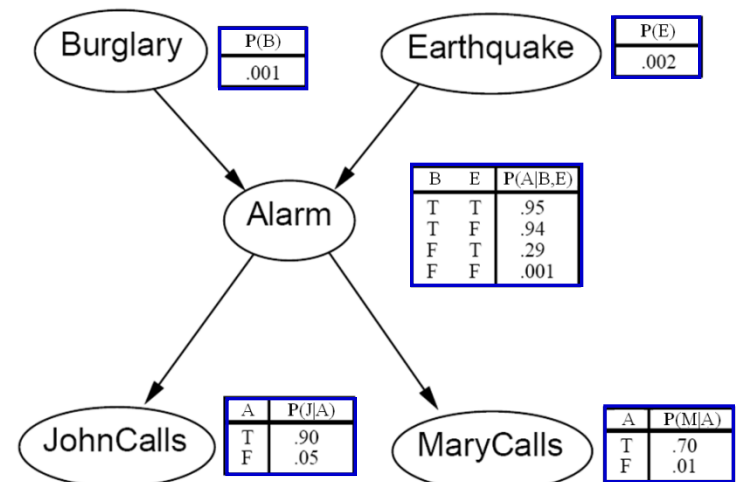 Burglary
P(B)
.001
Earthquake
P(E)
.002
Alarm
B E P(A|B,E)
T T .95
T F .94
F T .29
F F .001
JohnCalls
A P(J|A)
T .90
F .05
MaryCalls
A P(M|A)
T .70
F .01